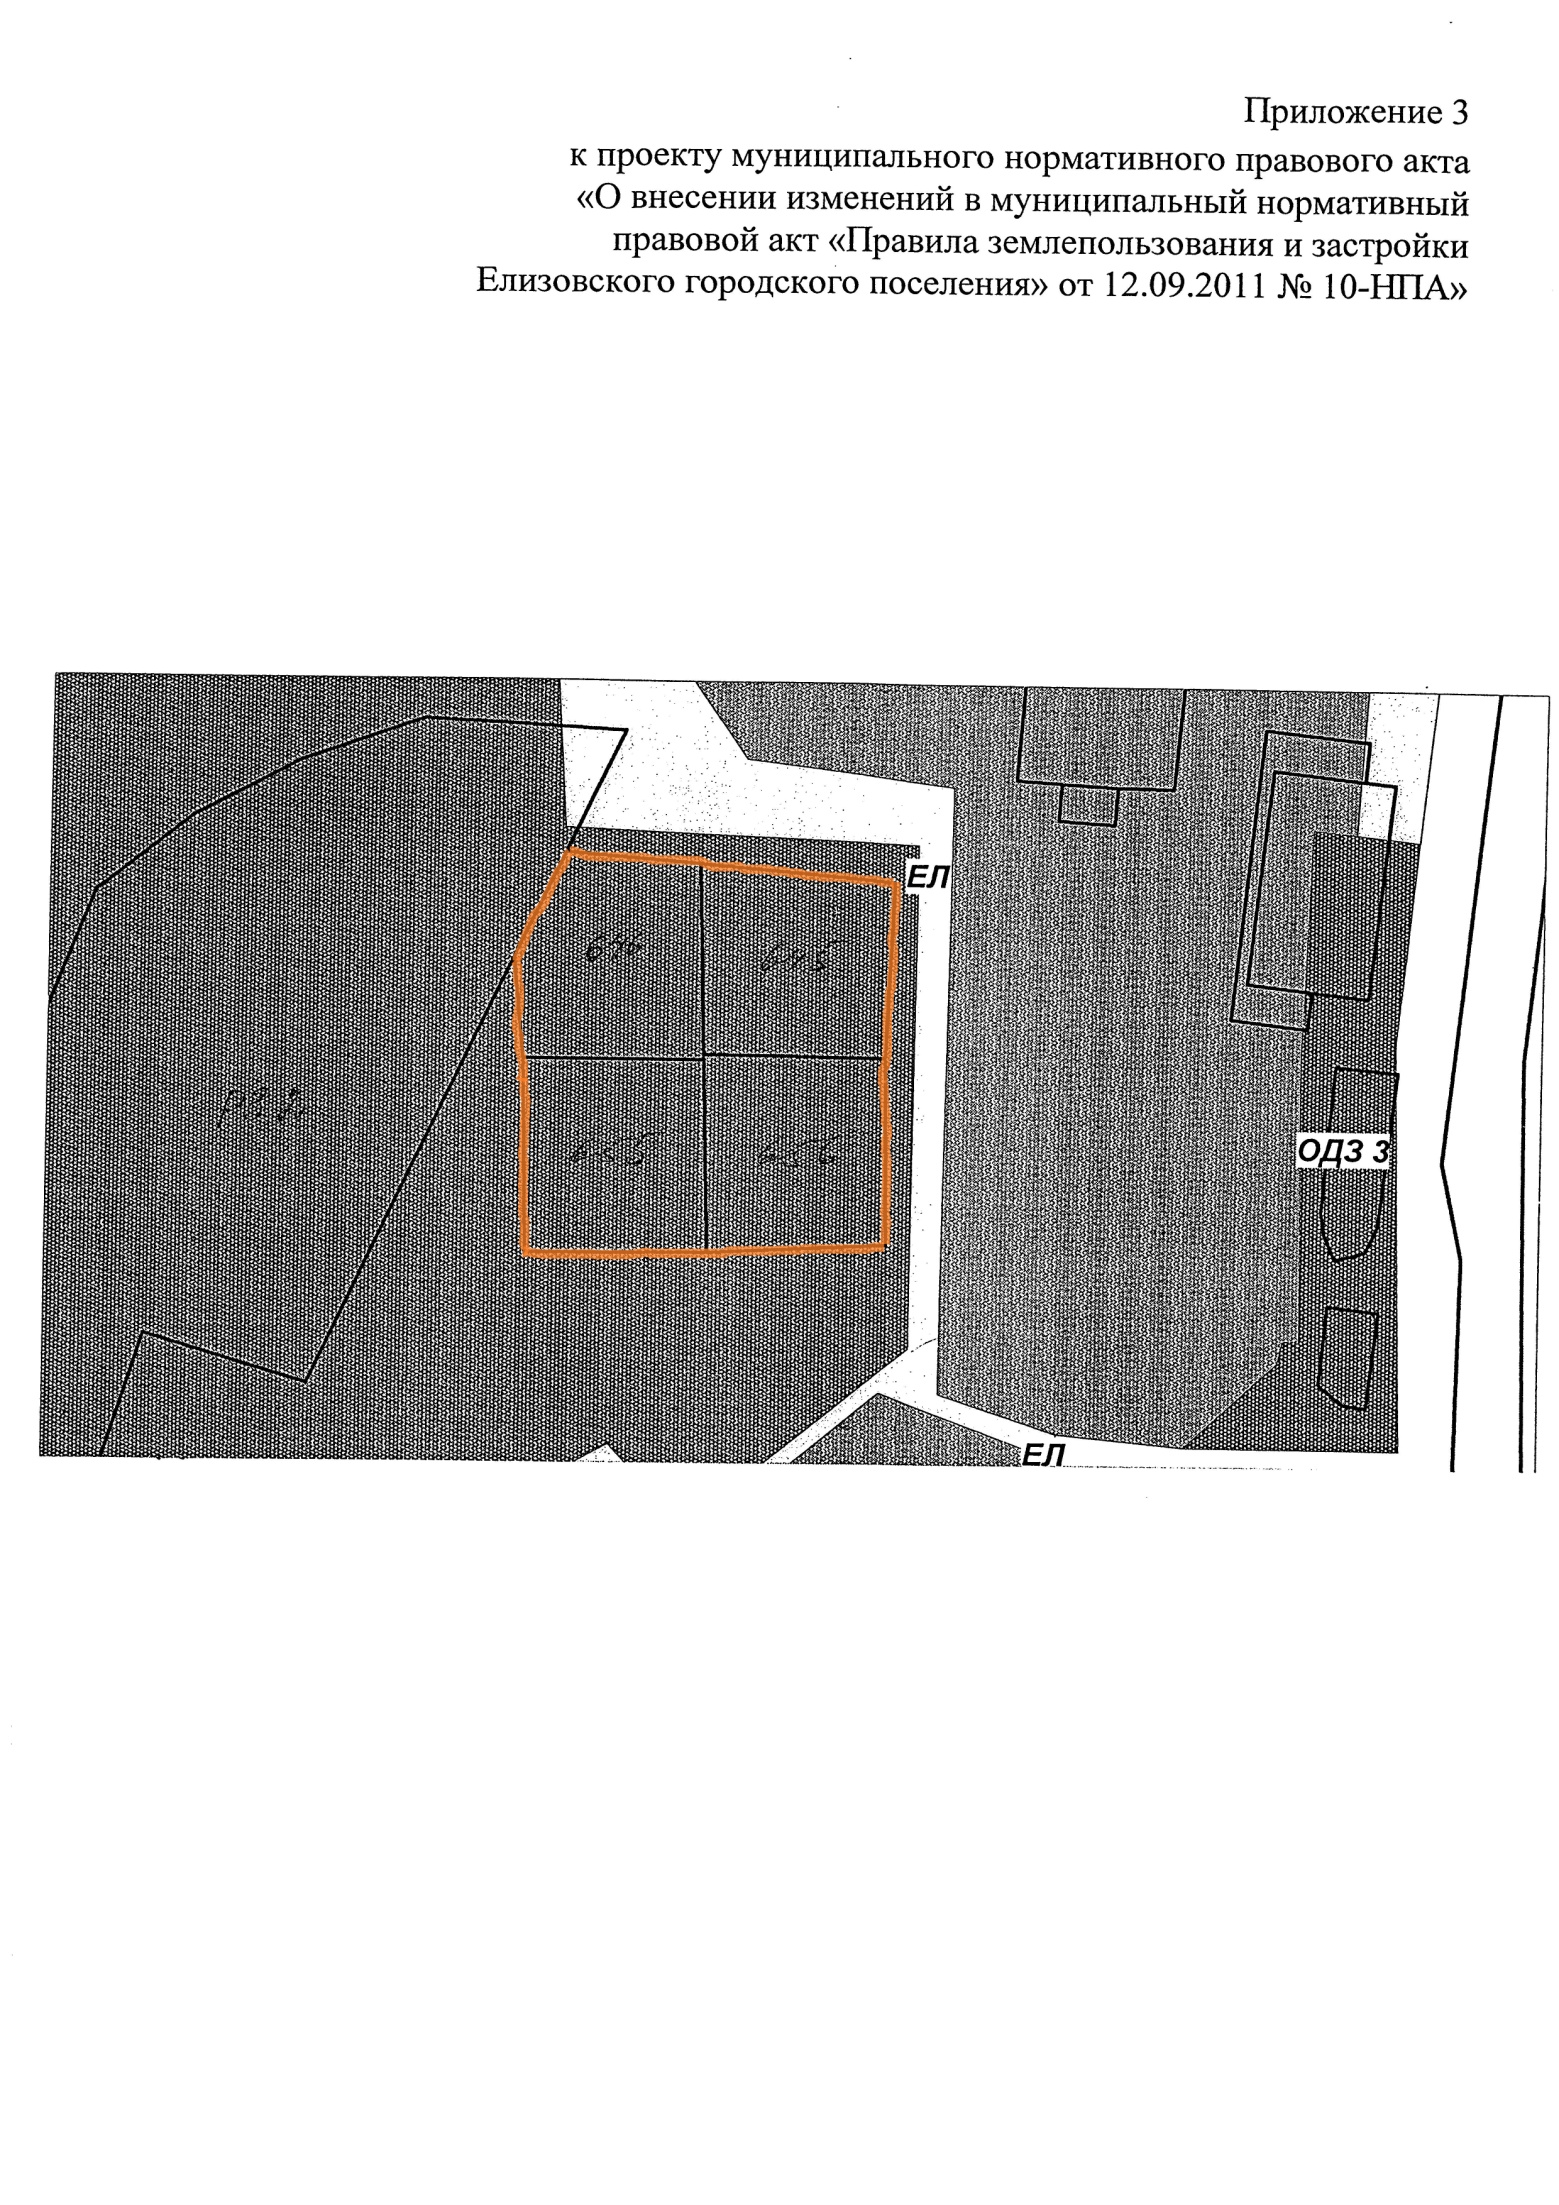 Приложение 3
к проекту муниципального нормативного правового акта
«О внесении изменений в муниципальный нормативный
правовой акт «Правила землепользования и застройки
Елизовского городского поселения» от 12.09.2011 № 10-НПА»
ЕЛ
ОДЗ 3
ЕЛ